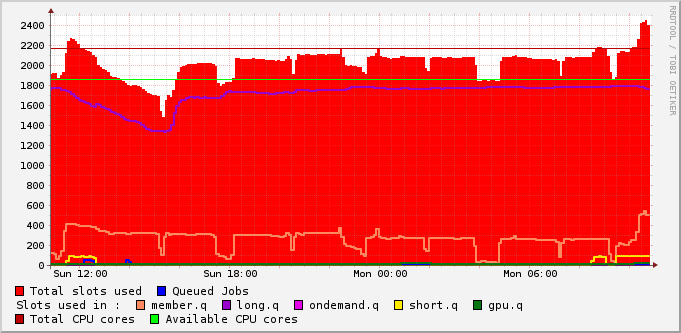 RRDTOOL / TOBI OETIKER
2400
2200
2000
1800
1600
1400
1200
1000
800
600
400
200
0
Sun 12:00 Sun 18:00 Mon 00:00 Mon 06:00
Total slots used Queued Jobs
Slots used in : member.q long.q ondemand.q short.q gpu.q
Total CPU cores Available CPU cores